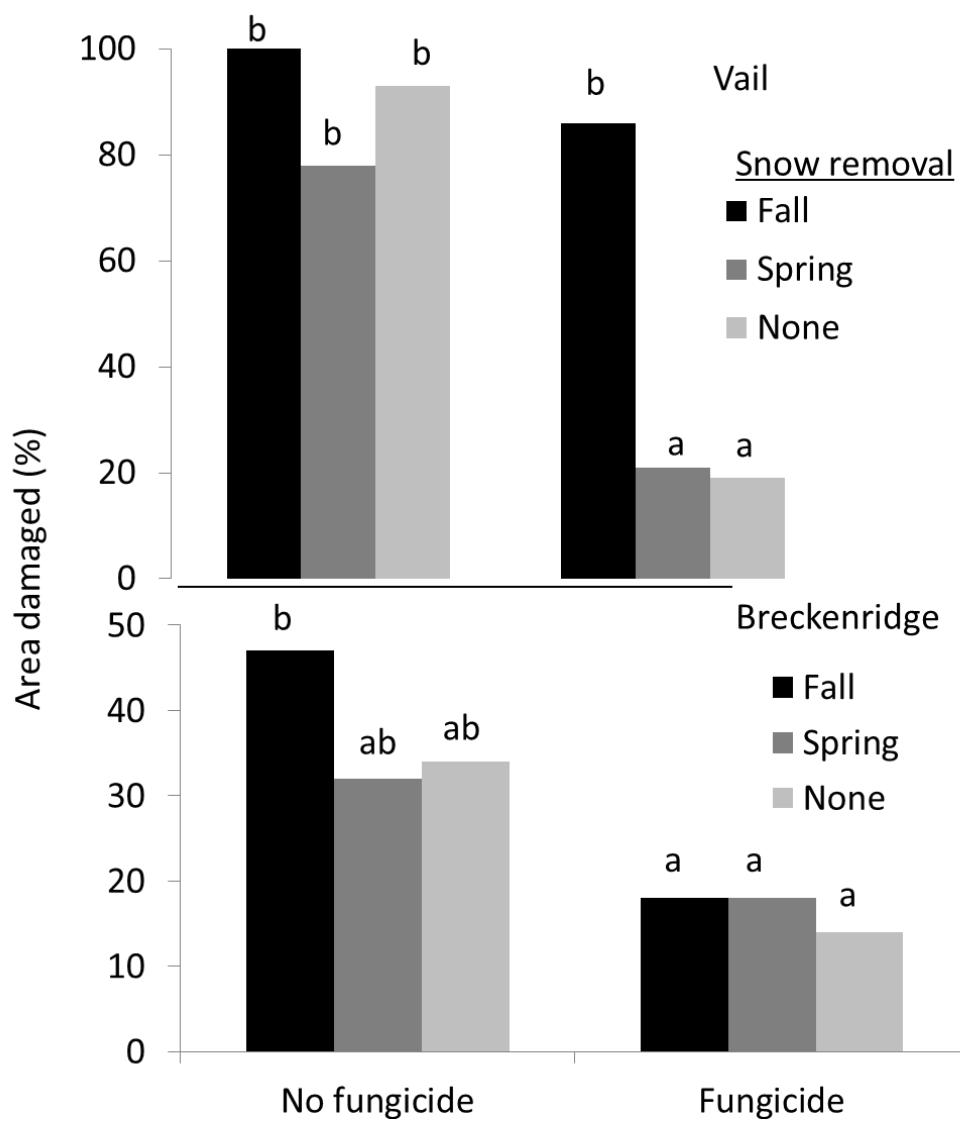 100
80
60
40
20
0
b
b
b
b
a
a
Vail
Snow removal
Fall
Spring
None
Area damaged (%)
50
40
30
20
10
0
b
ab
ab
a
a
a
Breckenridge
Fall
Spring
None
No fungicide
Fungicide